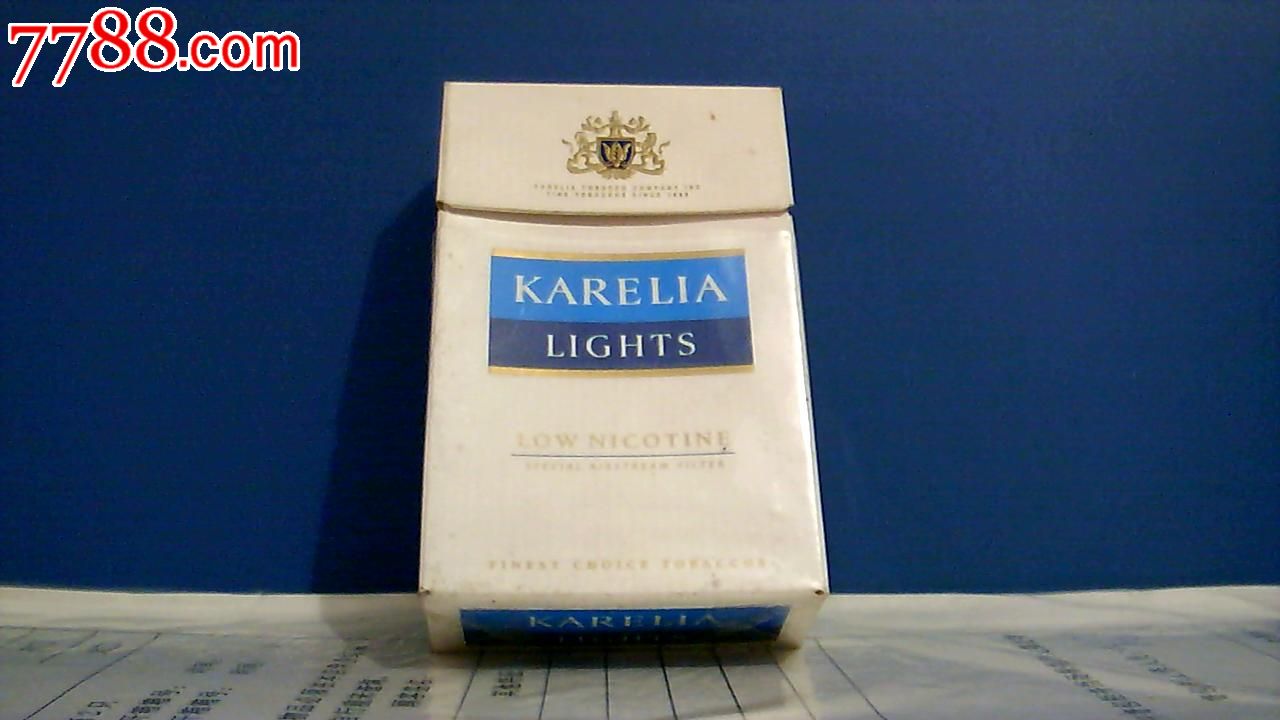 7788.com
KARELIA TOBACCO COMPANY INC
FINE TOBACCOS SINCE 1888
KARELIA
LIGHTS
LOW NICOTINE
SPECIAL AIRSTREAM FILTER
FINEST CHOICE TOBACCOS
KARELIA
LIGHTS